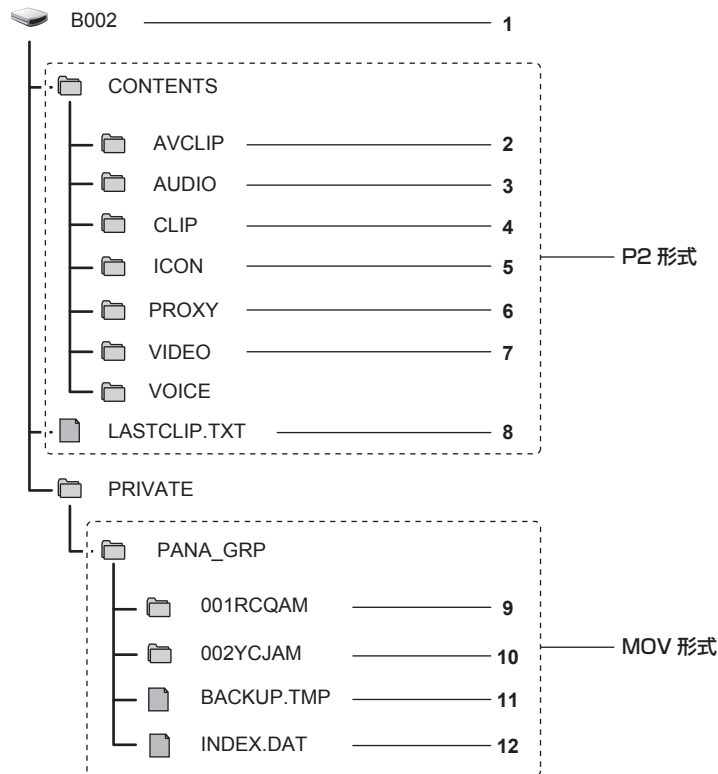 B002 1
CONTENTS
AVCLIP 2
AUDIO 3
CLIP 4
ICON 5
P2 形式
PROXY 6
VIDEO 7
VOICE
LASTCLIP.TXT 8
PRIVATE
PANA_GRP
001RCQAM 9
002YCJAM 10
MOV 形式
BACKUP.TMP 11
INDEX.DAT 12